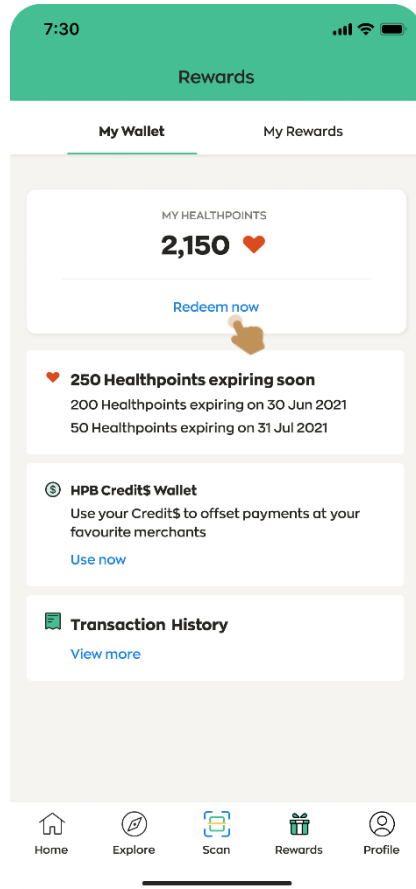 7:30
Rewards
My Wallet
My Rewards
MY HEALTHPOINTS
2,150
Redeem now
250 Healthpoints expiring soon
200 Healthpoints expiring on 30 Jun 2021
50 Healthpoints expiring on 31 Jul 2021
HPB Credit$ Wallet
Use your Credit$ to offset payments at your
favourite merchants
Use now
Transaction History
View more
Home
Explore
Scan
Rewards
Profile